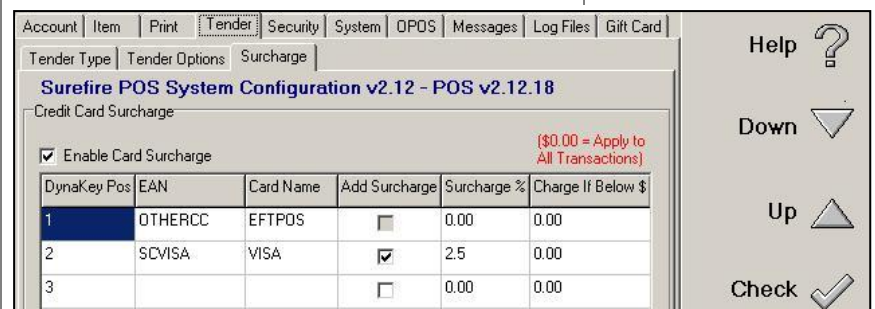 Account Item Print Tender Security System OPOS Messages Log Files Gift Card
Tender Type Tender Options Surcharge
Surefire POS System Configuration v2.12 - POS v2.12.18
Credit Card Surcharge
Enable Card Surcharge
($0.00 = Apply to
All Transactions)
DynaKey Pos EAN Card Name Add Surcharge Surcharge % Charge If Below $
1 OTHERCC EFTPOS 0.00 0.00
2 SCVISA VISA 2.5 0.00
3 0.00 0.00
Help
Down
Up
Check